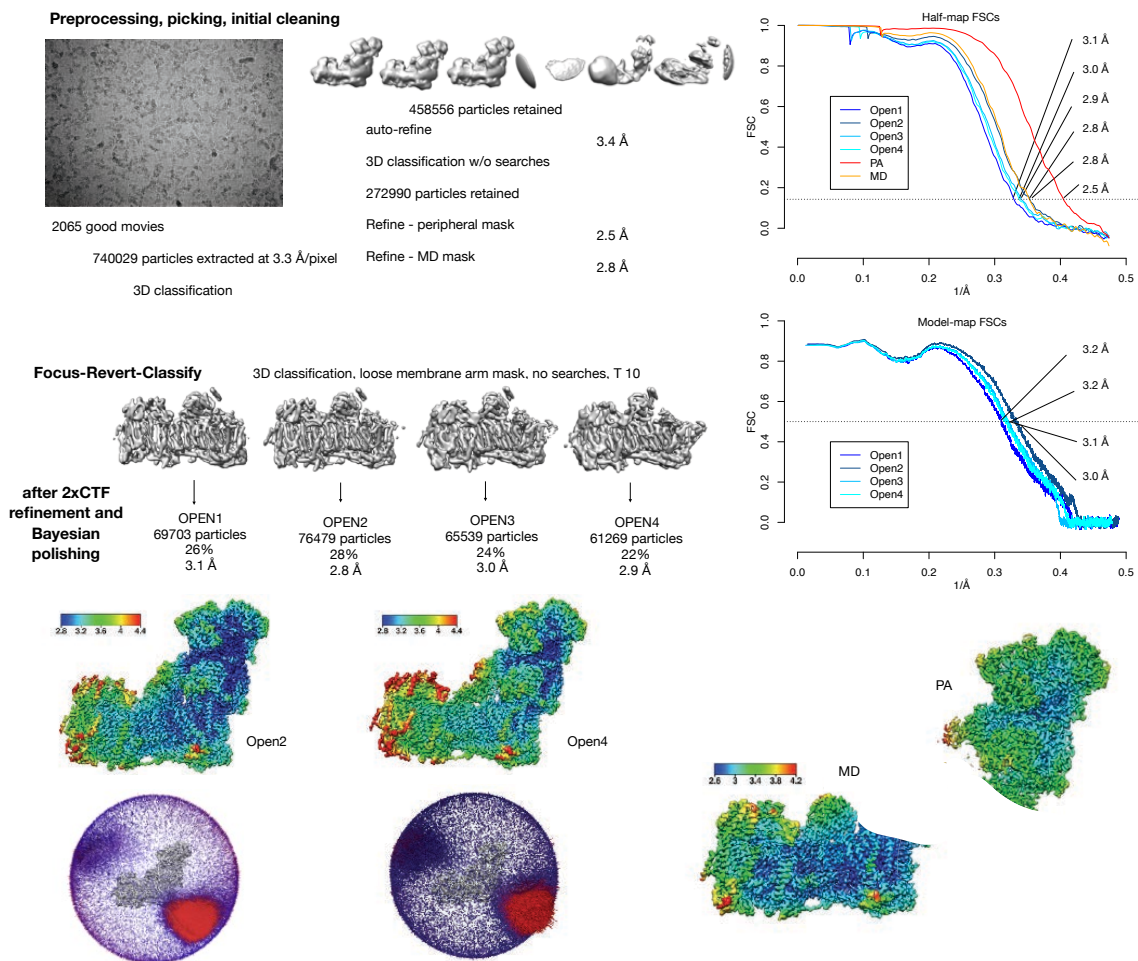 Preprocessing, picking, initial cleaning
458556 particles retained
auto-refine
3.4 Å
3D classification w/o searches
272990 particles retained
Refine - peripheral mask
2.5 Å
Refine - MD mask
2.8 Å
2065 good movies
740029 particles extracted at 3.3 Å/pixel
3D classification
Half-map FSCs
FSC
1.0
0.8
0.6
0.4
0.2
0.0
Open1
Open2
Open3
Open4
PA
MD
3.1 Å
3.0 Å
2.9 Å
2.8 Å
2.8 Å
2.5 Å
0.0 0.1 0.2 0.3 0.4 0.5
1/Å
Model-map FSCs
FSC
1.0
0.8
0.6
0.4
0.2
0.0
Open1
Open2
Open3
Open4
3.2 Å
3.2 Å
3.1 Å
3.0 Å
0.0 0.1 0.2 0.3 0.4 0.5
1/Å
Focus-Revert-Classify
3D classification, loose membrane arm mask, no searches, T 10
after 2xCTF
refinement and
Bayesian
polishing
OPEN1
69703 particles
26%
3.1 Å
OPEN2
76479 particles
28%
2.8 Å
OPEN3
65539 particles
24%
3.0 Å
OPEN4
61269 particles
22%
2.9 Å
2.8 3.2 3.6 4 4.4
Open2
2.8 3.2 3.6 4 4.4
Open4
PA
MD
2.6 3 3.4 3.8 4.2